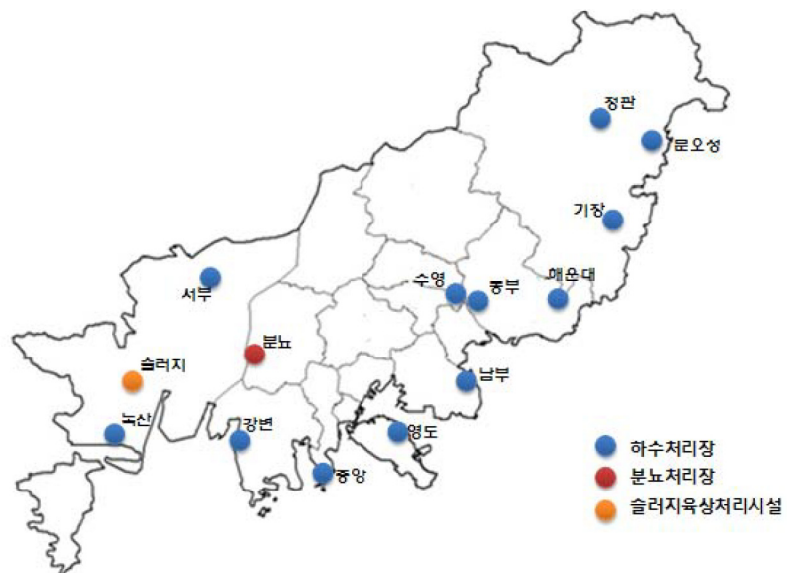 정관
문오성
기장
해운대
수영
동부
서부
분뇨
슬러지
남부
녹산
강변
영도
중앙
하수처리장
분뇨처리장
슬러지육상처리시설